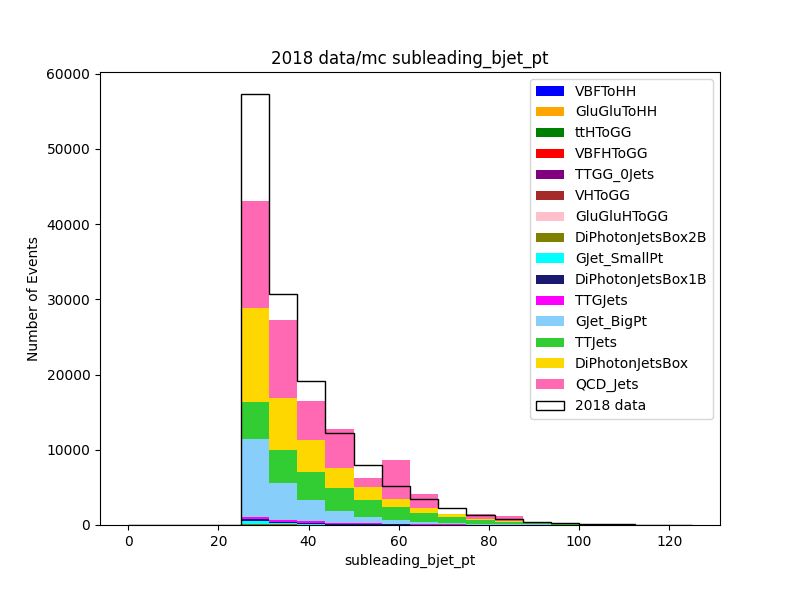 2018 data/mc subleading_bjet_pt
60000
50000
40000
30000
20000
10000
0
Number of Events
VBFToHH
GluGluToHH
ttHToGG
VBFHToGG
TTGG_0Jets
VHToGG
GluGluHToGG
DiPhotonJetsBox2B
GJet_SmallPt
DiPhotonJetsBox1B
TTGJets
GJet_BigPt
TTJets
DiPhotonJetsBox
QCD_Jets
2018 data
0 20 40 60 80 100 120
subleading_bjet_pt